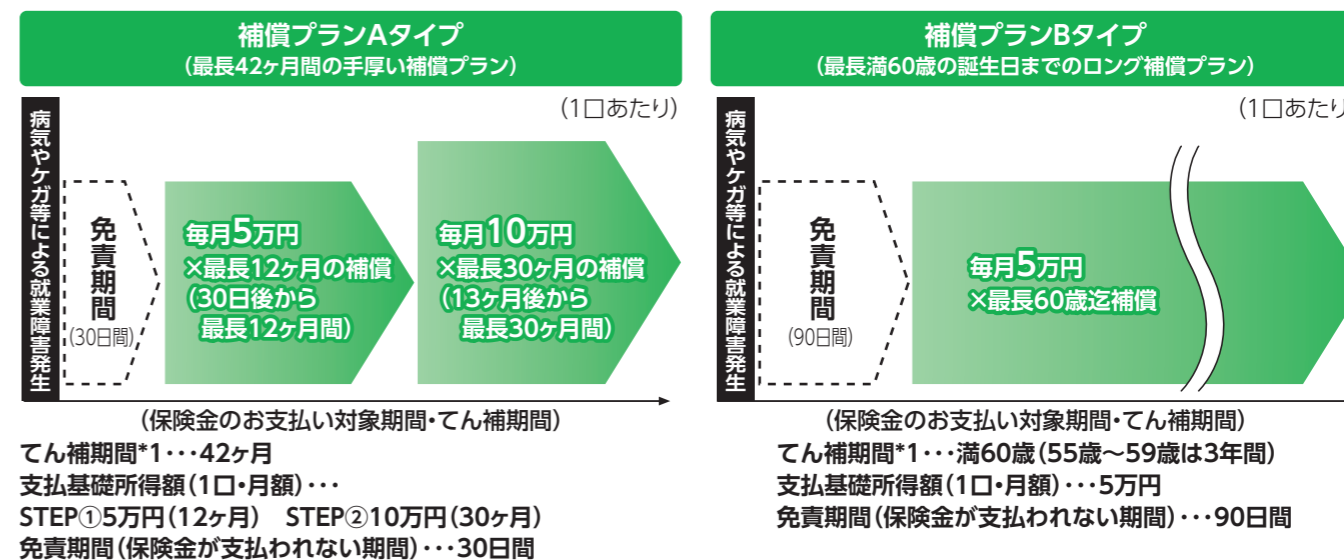 補償プランAタイプ
(最長42ヶ月間の手厚い補償プラン)
(1口あたり)
病気やケガ等による就業障害発生
免責期間
(30日間)
毎月5万円
×最長12ヶ月の補償
(30日後から
最長12ヶ月間)
毎月10万円
×最長30ヶ月の補償
(13ヶ月後から
最長30ヶ月間)
(保険金のお支払い対象期間・てん補期間)
てん補期間*1・・・42ヶ月
支払基礎所得額(1口・月額)・・・
STEP①5万円(12ヶ月) STEP②10万円(30ヶ月)
免責期間(保険金が支払われない期間)・・・30日間
補償プランBタイプ
(最長満60歳の誕生日までのロング補償プラン)
(1口あたり
病気やケガ等による就業障害発生
免責期間
(90日間)
毎月5万円
×最長60歳迄補償
(保険金のお支払い対象期間・てん補期間)
てん補期間*1・・・満60歳(55歳〜59歳は3年間)
支払基礎所得額(1口・月額)・・・5万円
免責期間(保険金が支払われない期間)・・・90日間